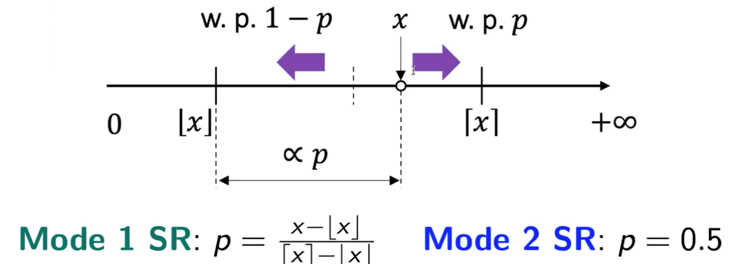 w. p. 1 − p x w. p. p
0 ⌊x⌋ ⌈x⌉ +∞
∝ p
Mode 1 SR: p = (x−⌊x⌋)/(⌈x⌉−⌊x⌋) Mode 2 SR: p = 0.5